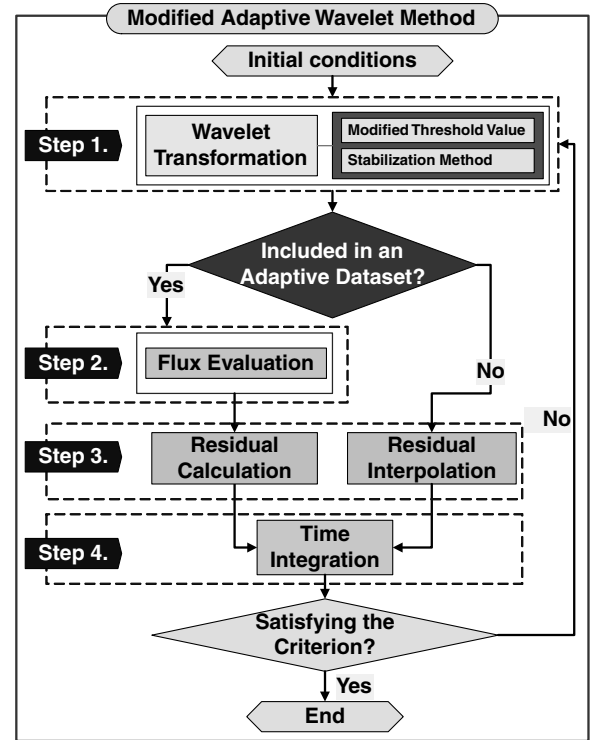 Modified Adaptive Wavelet Method
Initial conditions
Step 1.
Wavelet
Transformation
Modified Threshold Value
Stabilization Method
Included in an
Adaptive Dataset?
Yes
No
Step 2.
Flux Evaluation
No
Step 3.
Residual
Calculation
Residual
Interpolation
Step 4.
Time
Integration
Satisfying the
Criterion?
Yes
End